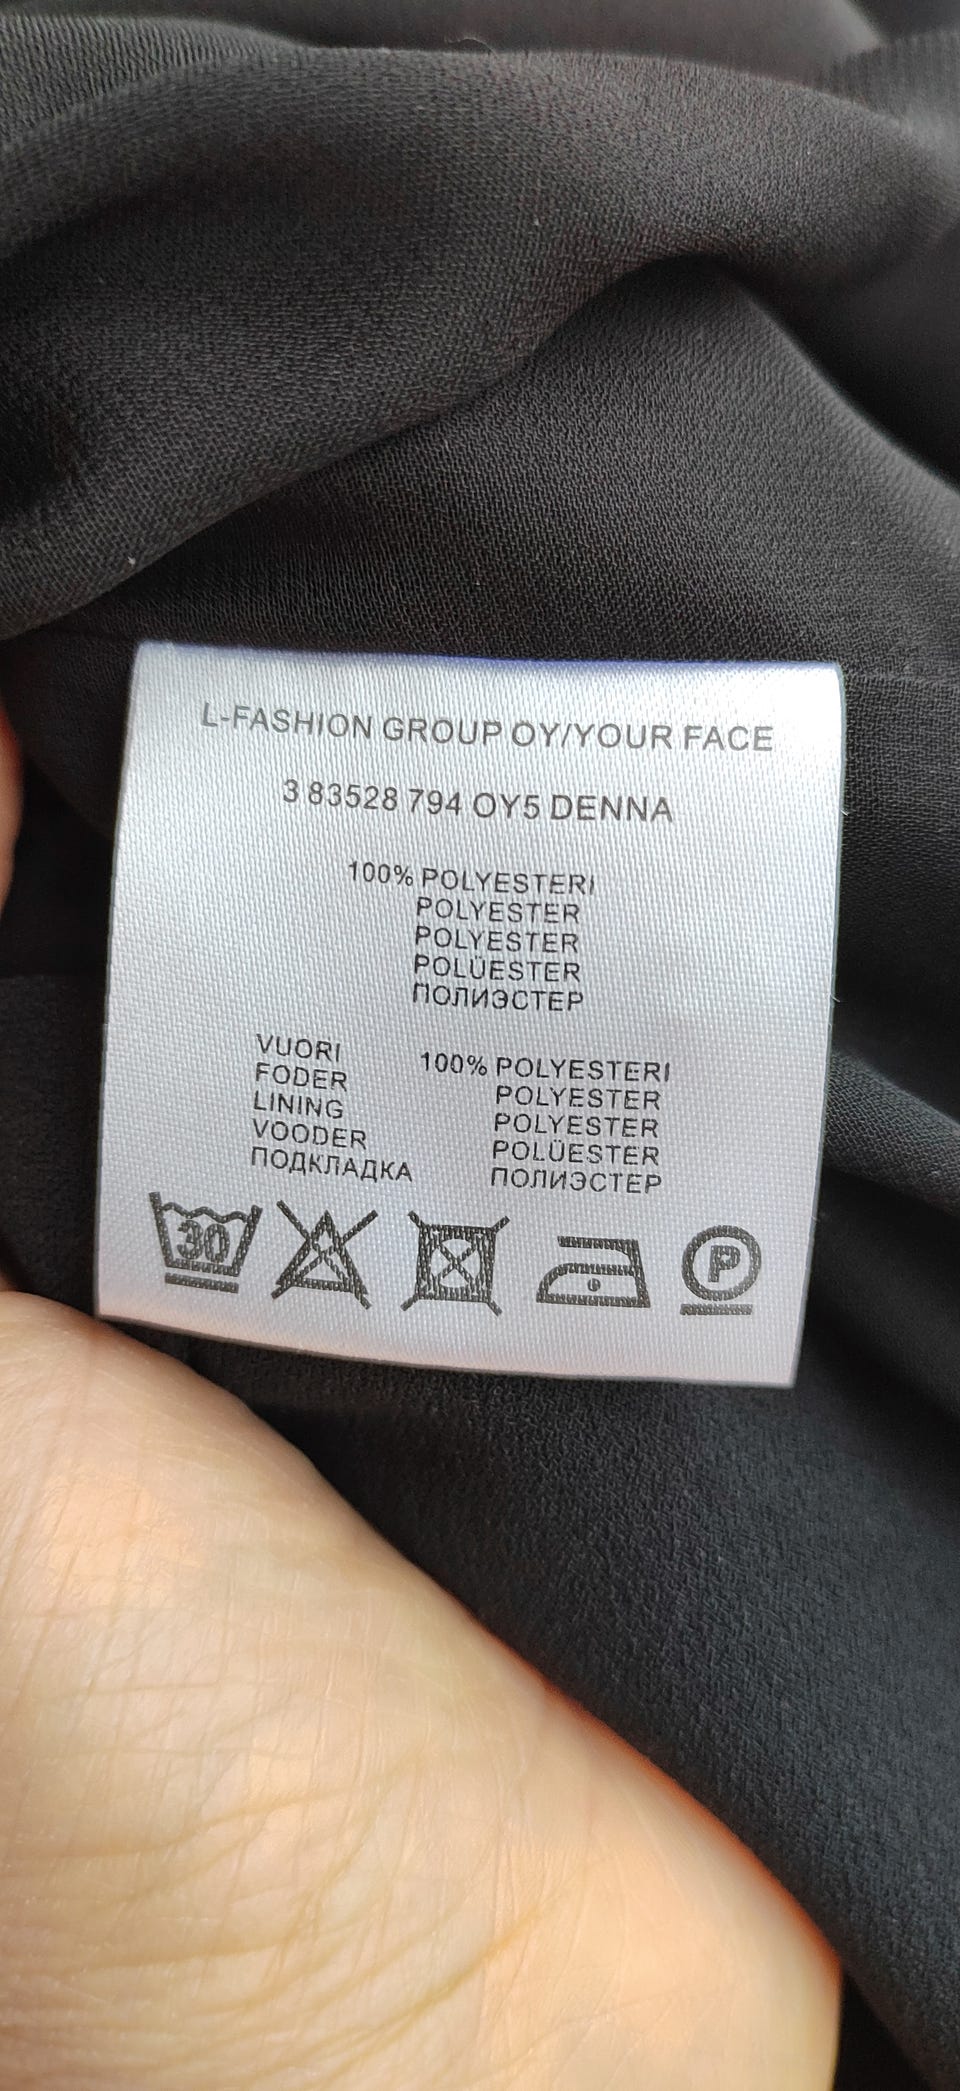 L-FASHION GROUP OY/YOUR FACE
3 83528 794 OY5 DENNA
100% POLYESTERI
POLYESTER
POLYESTER
POLÜESTER
ПОЛИЭСТЕР
VUORI 100% POLYESTERI
FODER POLYESTER
LINING POLYESTER
VOODER POLÜESTER
ПОДКЛАДКА ПОЛИЭСТЕР
30 P